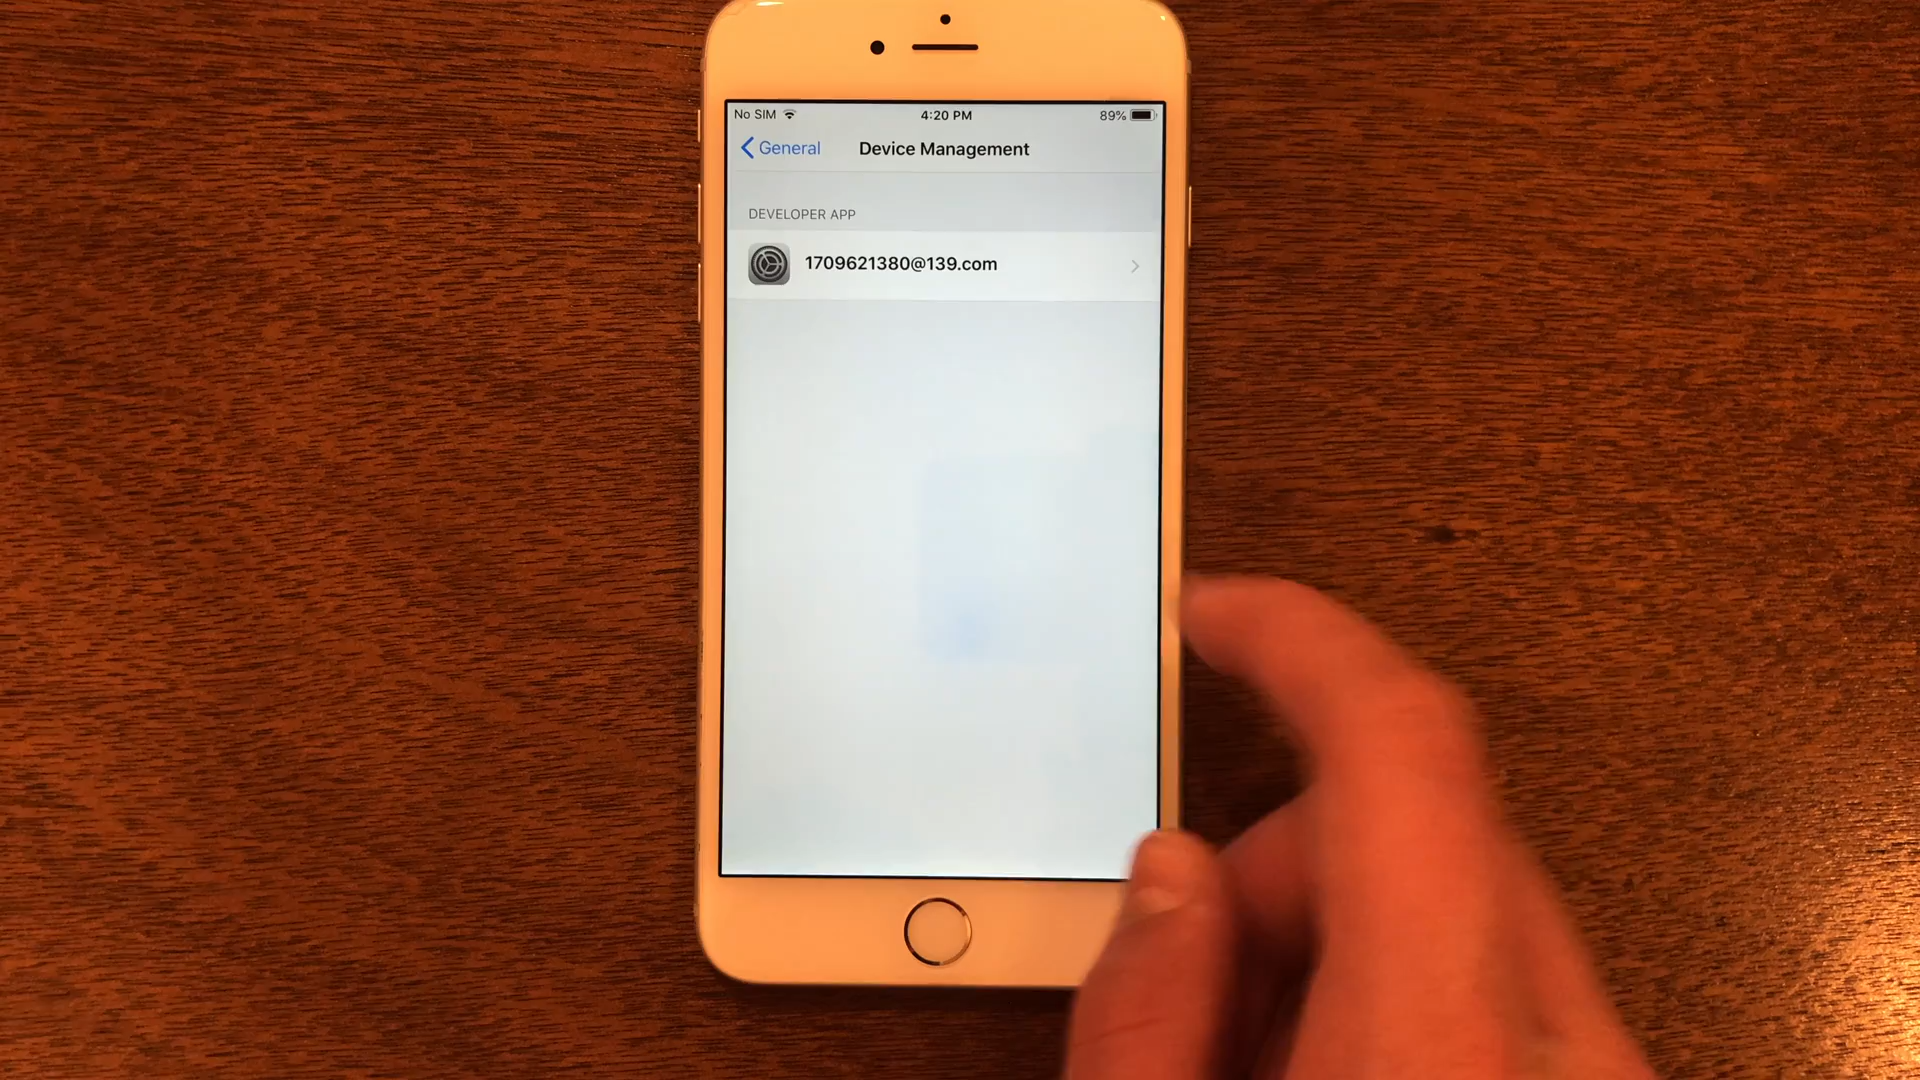 No SIM 4:20 PM 89%
General Device Management
DEVELOPER APP
1709621380@139.com